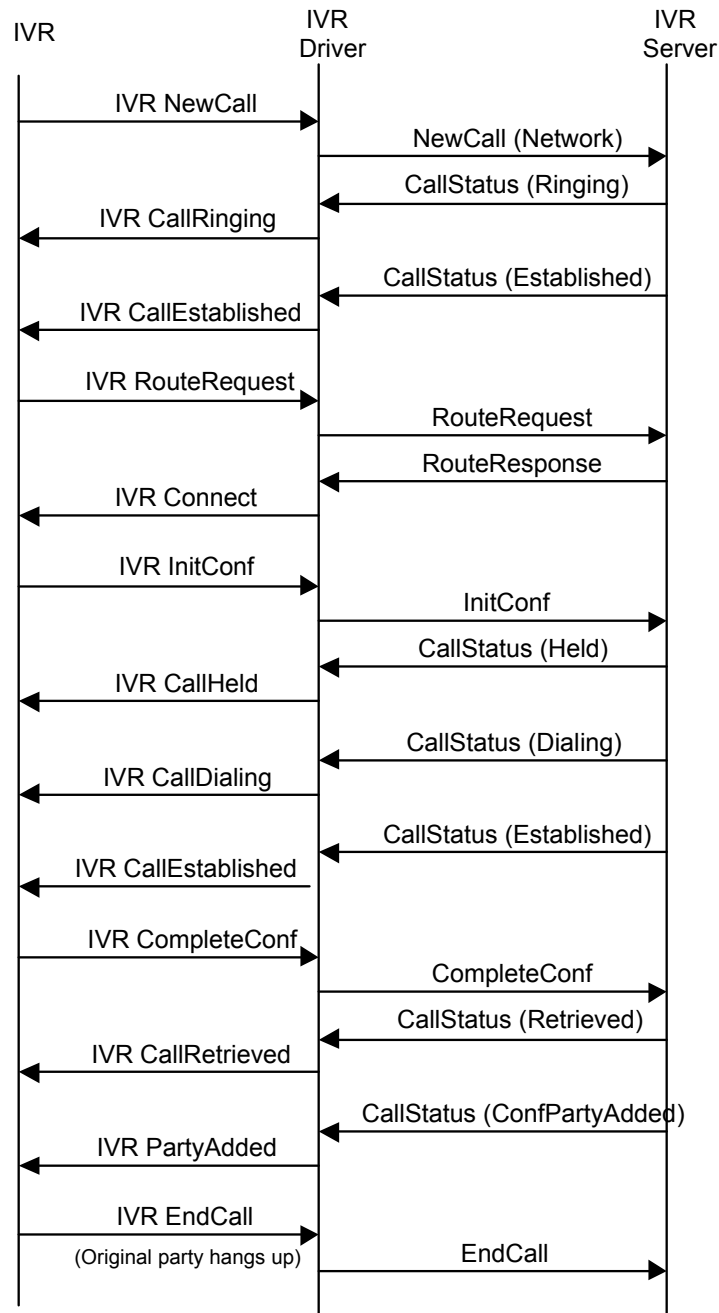 IVR
IVR
Driver
IVR
Server
IVR NewCall
NewCall (Network)
CallStatus (Ringing)
IVR CallRinging
CallStatus (Established)
IVR CallEstablished
IVR RouteRequest
RouteRequest
RouteResponse
IVR Connect
IVR InitConf
InitConf
CallStatus (Held)
IVR CallHeld
CallStatus (Dialing)
IVR CallDialing
CallStatus (Established)
IVR CallEstablished
IVR CompleteConf
CompleteConf
CallStatus (Retrieved)
IVR CallRetrieved
CallStatus (ConfPartyAdded)
IVR PartyAdded
IVR EndCall
(Original party hangs up)
EndCall